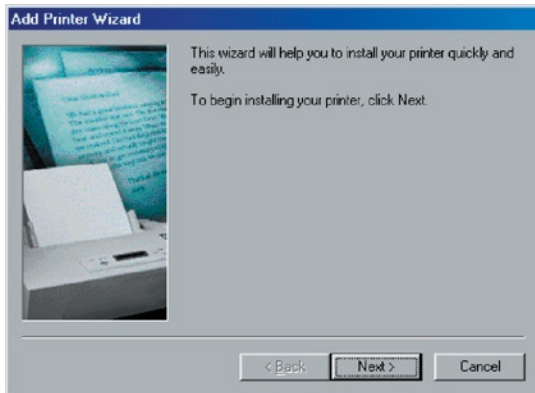 Add Printer Wizard
This wizard will help you to install your printer quickly and
easily.
To begin installing your printer, click Next.
< Back
Next >
Cancel